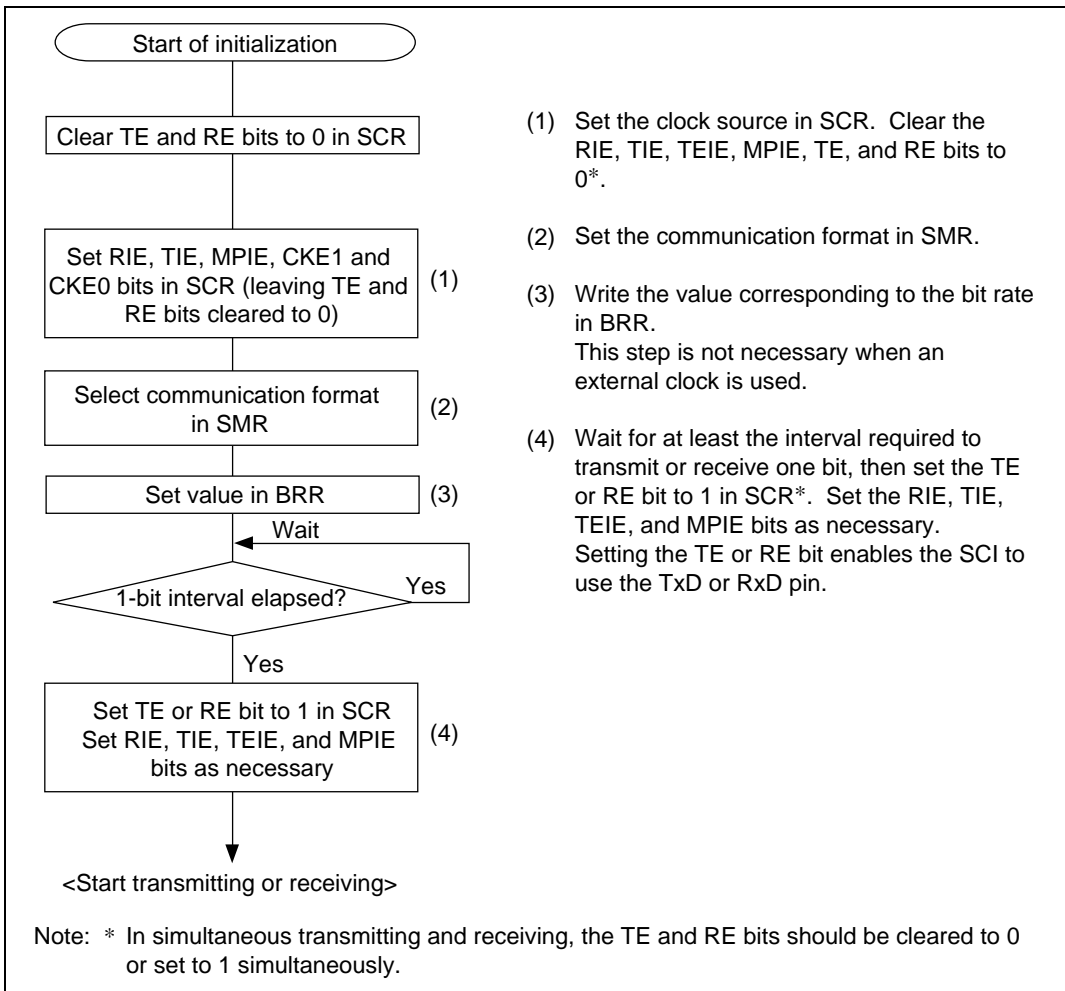 Start of initialization
Clear TE and RE bits to 0 in SCR
Set RIE, TIE, MPIE, CKE1 and
CKE0 bits in SCR (leaving TE and
RE bits cleared to 0)
(1)
Select communication format
in SMR
(2)
Set value in BRR
(3)
Wait
1-bit interval elapsed?
Yes
Yes
Set TE or RE bit to 1 in SCR
Set RIE, TIE, TEIE, and MPIE
bits as necessary
(4)
<Start transmitting or receiving>
(1) Set the clock source in SCR. Clear the
RIE, TIE, TEIE, MPIE, TE, and RE bits to
0*.
(2) Set the communication format in SMR.
(3) Write the value corresponding to the bit rate
in BRR.
This step is not necessary when an
external clock is used.
(4) Wait for at least the interval required to
transmit or receive one bit, then set the TE
or RE bit to 1 in SCR*. Set the RIE, TIE,
TEIE, and MPIE bits as necessary.
Setting the TE or RE bit enables the SCI to
use the TxD or RxD pin.
Note: * In simultaneous transmitting and receiving, the TE and RE bits should be cleared to 0
or set to 1 simultaneously.